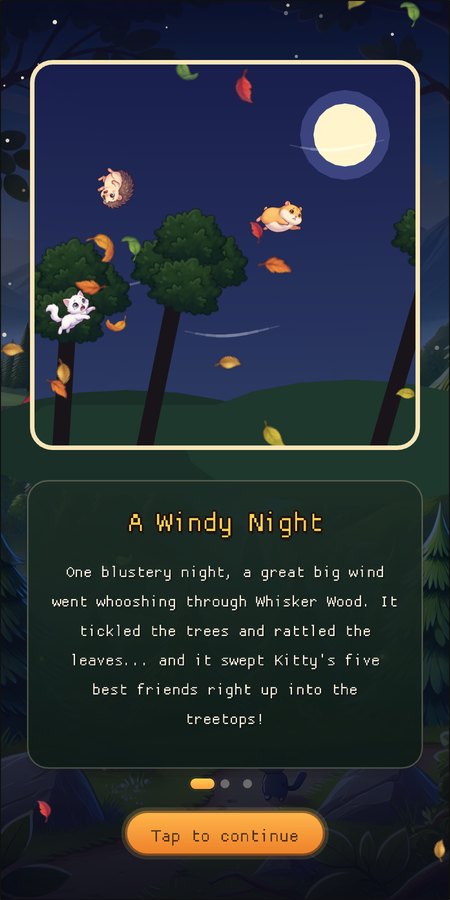 A Windy Night
One blustery night, a great big wind
went whooshing through Whisker Wood. It
tickled the trees and rattled the
leaves... and it swept Kitty's five
best friends right up into the
treetops!
Tap to continue